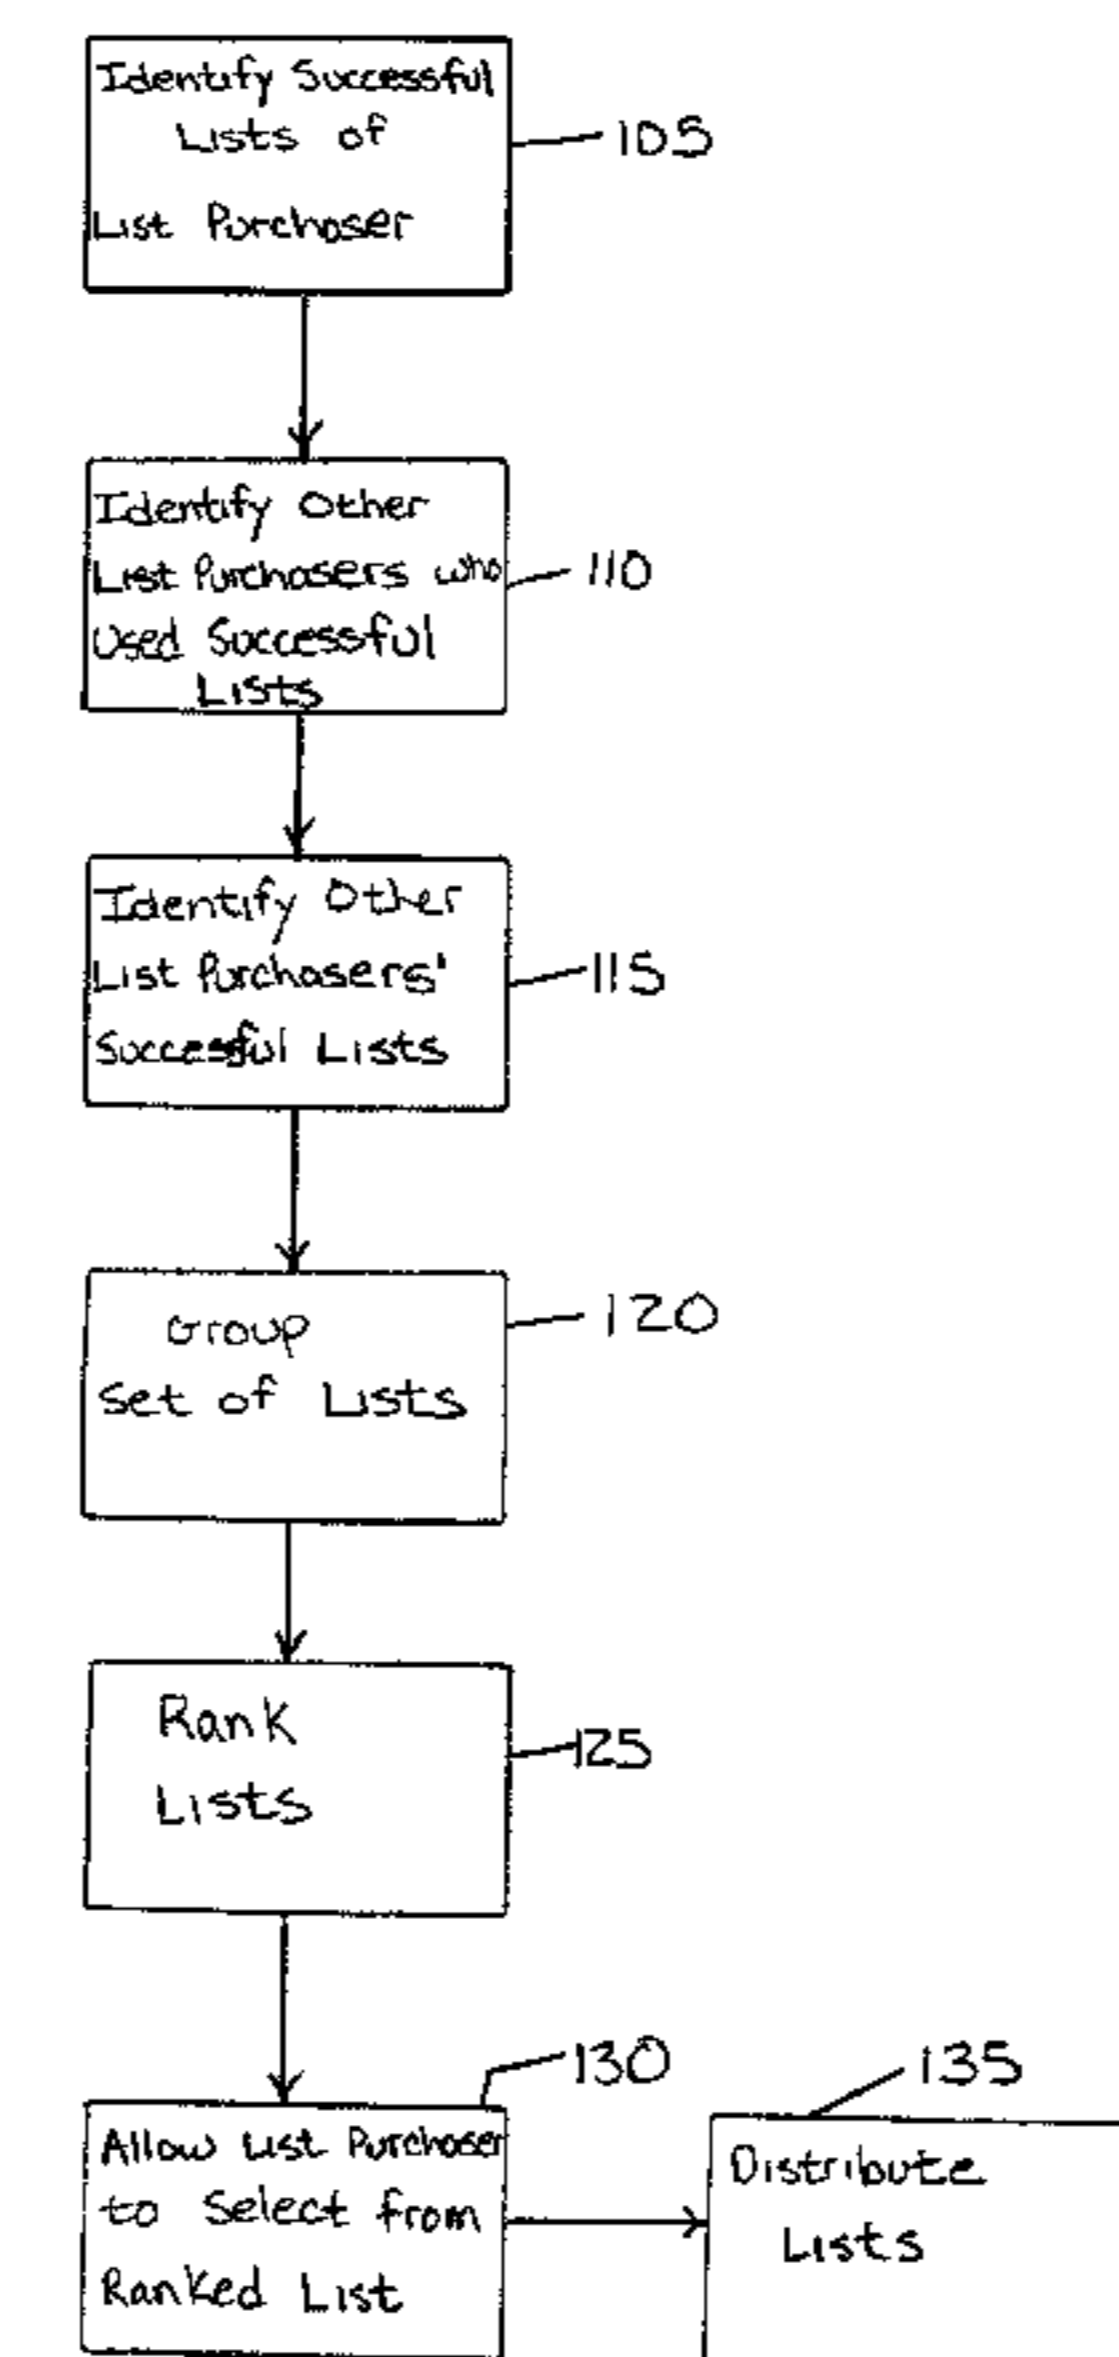 Identify Successful
Lists of
List Purchaser
105
Identify Other
List Purchasers who
Used Successful
Lists
110
Identify Other
List Purchasers'
Successful Lists
115
Group
Set of Lists
120
Rank
Lists
125
130
Allow List Purchaser
to Select from
Ranked List
135
Distribute
Lists